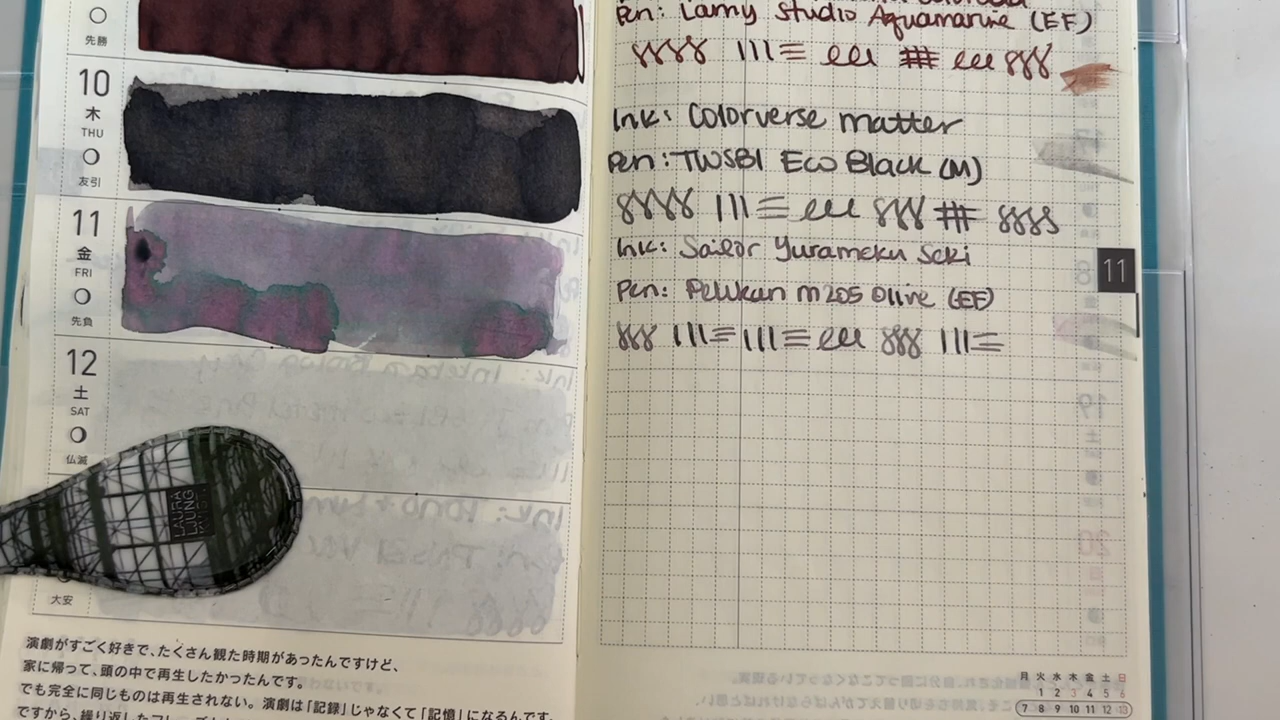 先勝
10
木
THU
友引
11
金
FRI
先負
12
土
SAT
仏滅
LAURA
LJUNG
大安
演劇がすごく好きで、たくさん観た時期があったんですけど、
家に帰って、頭の中で再生したかったんです。
でも完全に同じものは再生されない。演劇は「記録」じゃなくて「記憶」になるんです。
Pen: Lamy Studio Aquamarine (EF)
Ink: Colorverse matter
Pen: TWSBI Eco Black (M)
Ink: Sailor Yurameku Seki
Pen: Pelikan m205 Olive (EF)
11
月 火 水 木 金 土 日
1 2 3 4 5 6
7 8 9 10 11 12 13